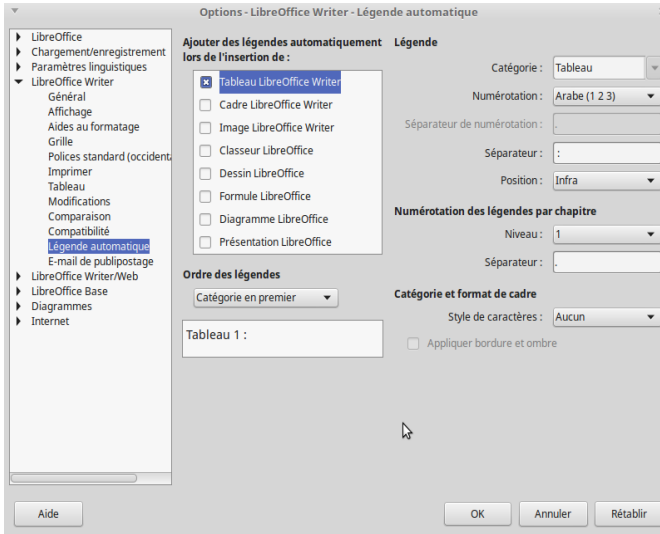 Options - LibreOffice Writer - Légende automatique
LibreOffice
Chargement/enregistrement
Paramètres linguistiques
LibreOffice Writer
Général
Affichage
Aides au formatage
Grille
Polices standard (occident
Imprimer
Tableau
Modifications
Comparaison
Compatibilité
Légende automatique
E-mail de publipostage
LibreOffice Writer/Web
LibreOffice Base
Diagrammes
Internet
Ajouter des légendes automatiquement
lors de l'insertion de :
Tableau LibreOffice Writer
Cadre LibreOffice Writer
Image LibreOffice Writer
Classeur LibreOffice
Dessin LibreOffice
Formule LibreOffice
Diagramme LibreOffice
Présentation LibreOffice
Ordre des légendes
Catégorie en premier
Tableau 1 :
Légende
Catégorie : Tableau
Numérotation : Arabe (1 2 3)
Séparateur de numérotation : .
Séparateur : :
Position : Infra
Numérotation des légendes par chapitre
Niveau : 1
Séparateur : .
Catégorie et format de cadre
Style de caractères : Aucun
Appliquer bordure et ombre
Aide
OK
Annuler
Rétablir